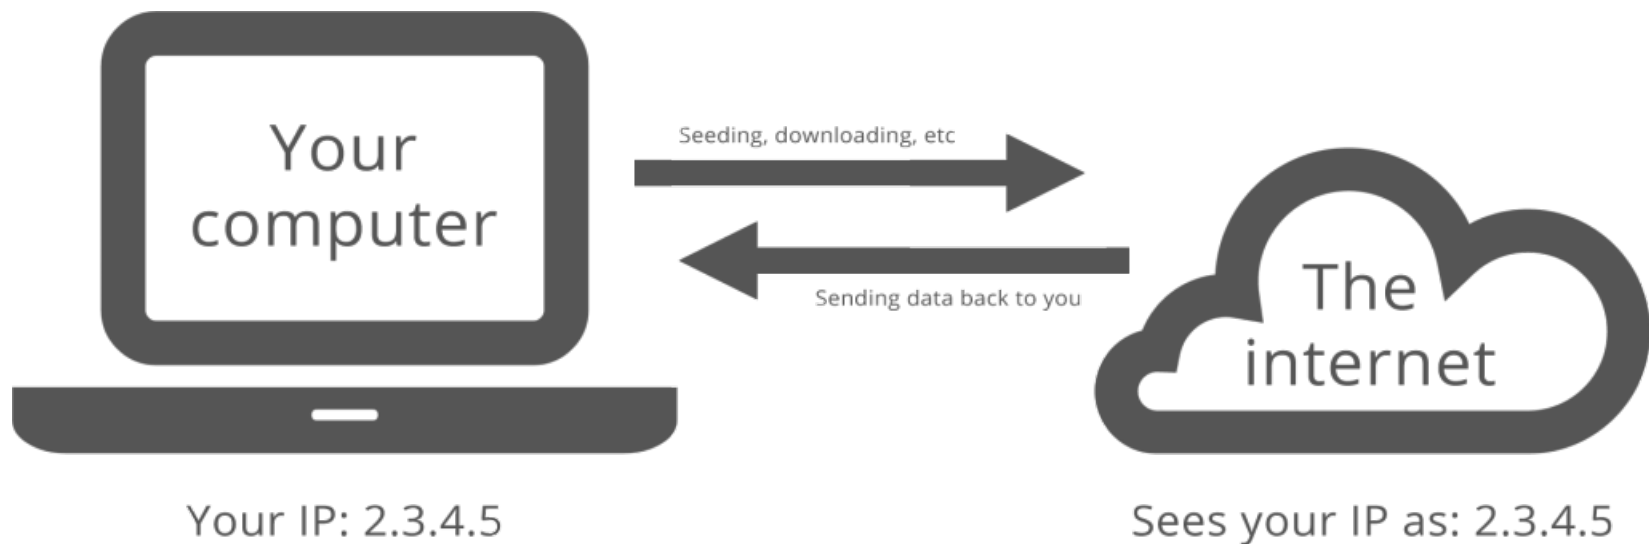 Your
computer
Seeding, downloading, etc
Sending data back to you
The
internet
Your IP: 2.3.4.5
Sees your IP as: 2.3.4.5